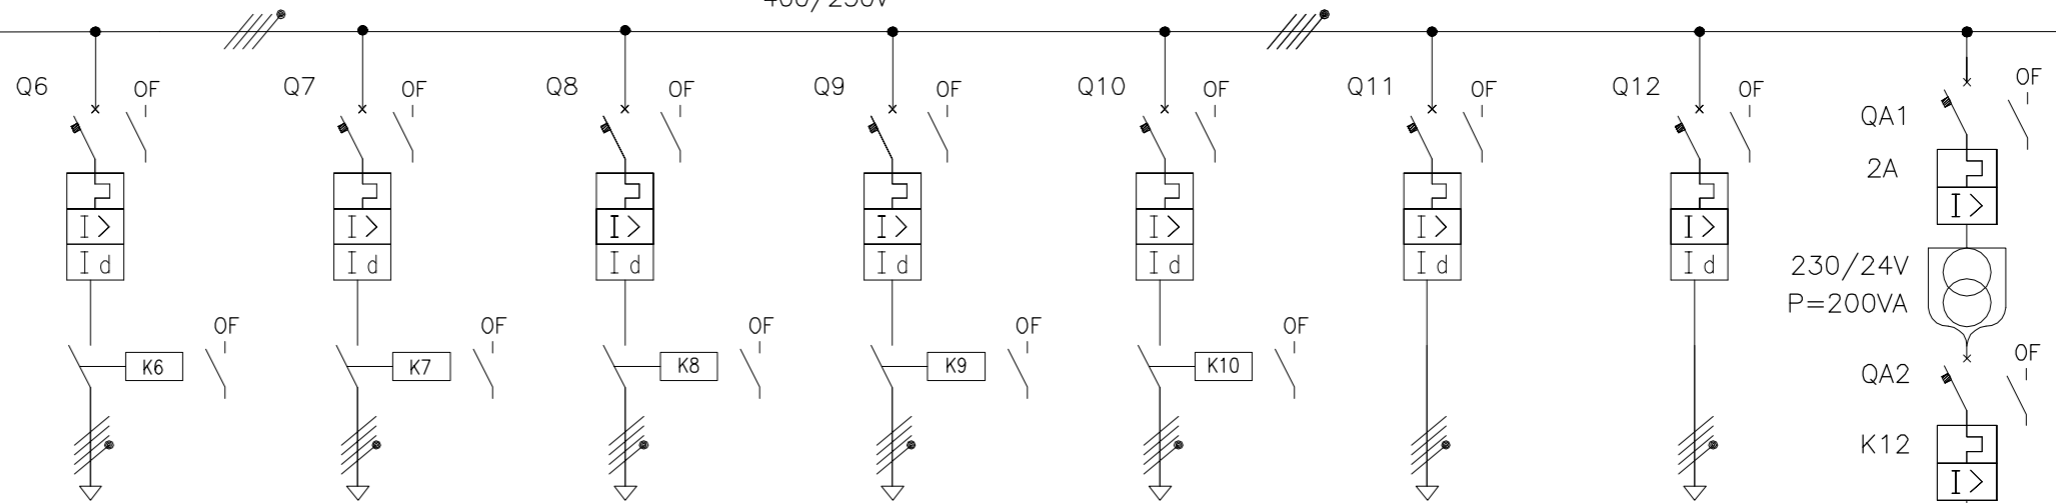 400/230V
Q6 OF Q7 OF Q8 OF Q9 OF Q10 OF Q11 OF Q12 OF OF
QA1
2A
I> I> I> I> I> I> I> I>
Id Id Id Id Id Id Id
230/24V
P=200VA
OF OF OF OF OF OF
K6 K7 K8 K9 K10
QA2
K12
I>